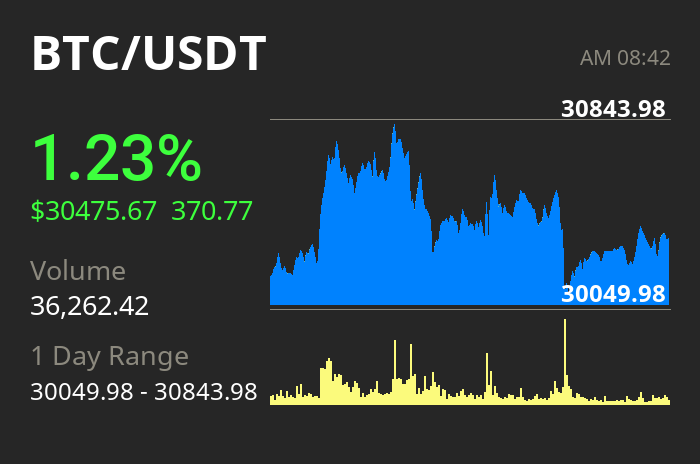 BTC/USDT
AM 08:42
30843.98
1.23%
$30475.67 370.77
Volume
36,262.42
30049.98
1 Day Range
30049.98 - 30843.98